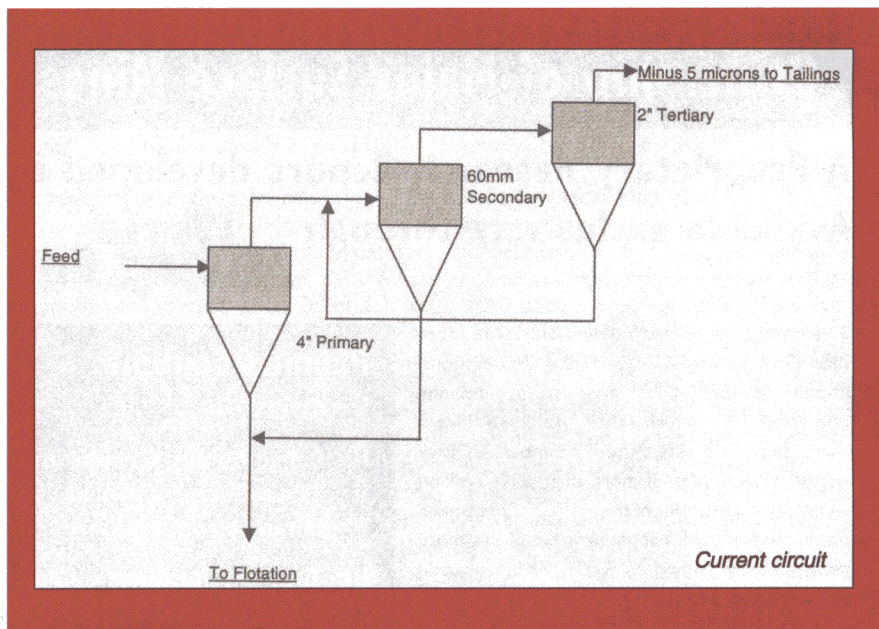 Minus 5 microns to Tailings
2" Tertiary
60mm
Secondary
Feed
4" Primary
To Flotation
Current circuit